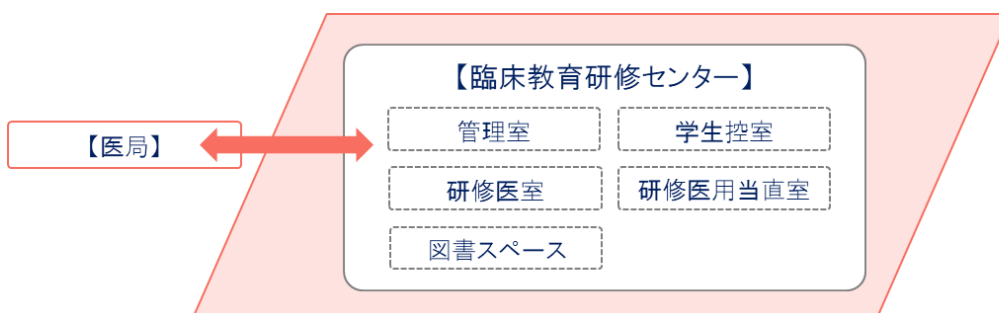 【臨床教育研修センター】
【医局】
管理室
学生控室
研修医室
研修医用当直室
図書スペース